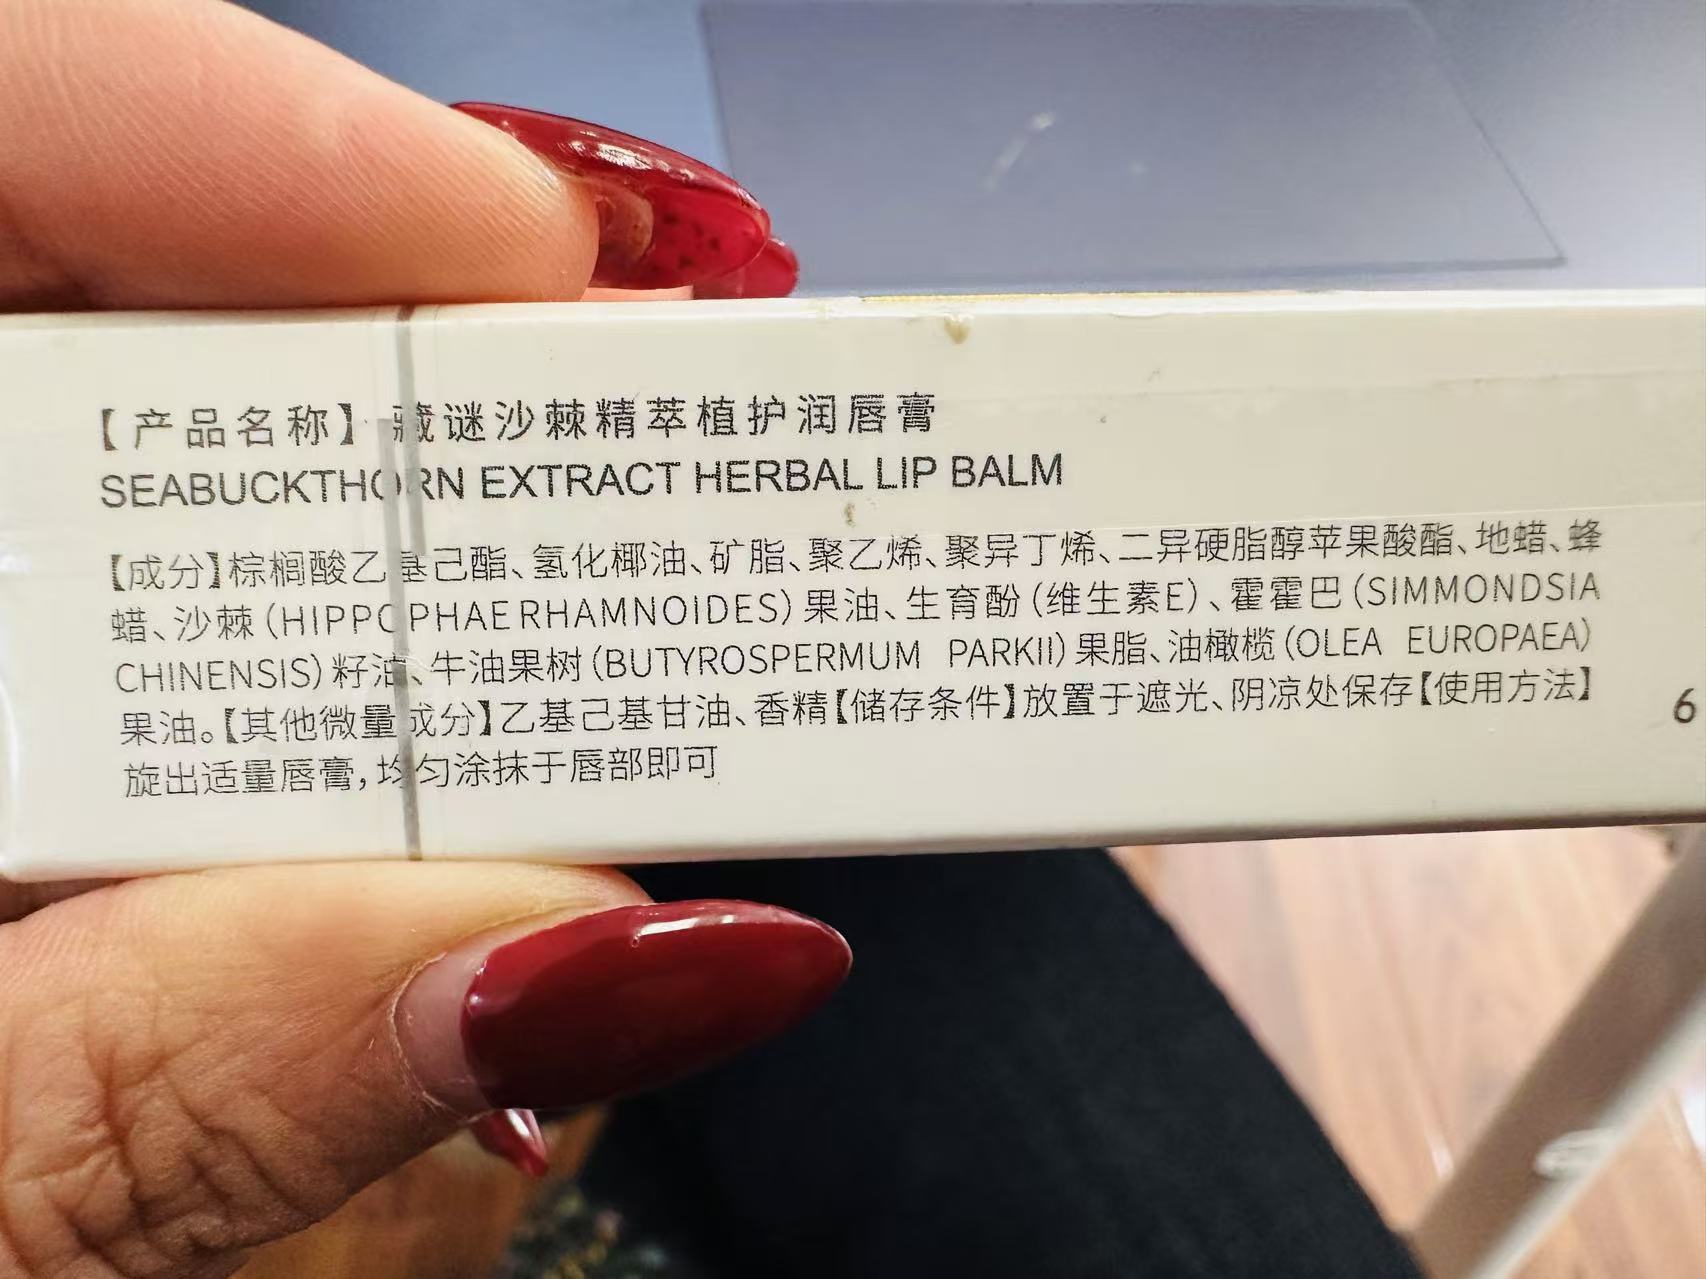 【产品名称】藏谜沙棘精萃植护润唇膏
SEABUCKTHORN EXTRACT HERBAL LIP BALM
【成分】棕榈酸乙基己酯、氢化椰油、矿脂、聚乙烯、聚异丁烯、二异硬脂醇苹果酸酯、地蜡、蜂
蜡、沙棘(HIPPOPHAE RHAMNOIDES)果油、生育酚(维生素E)、霍霍巴(SIMMONDSIA
CHINENSIS)籽油、牛油果树(BUTYROSPERMUM PARKII)果脂、油橄榄(OLEA EUROPAEA)
果油。【其他微量成分】乙基己基甘油、香精【储存条件】放置于遮光、阴凉处保存【使用方法】
旋出适量唇膏,均匀涂抹于唇部即可
6